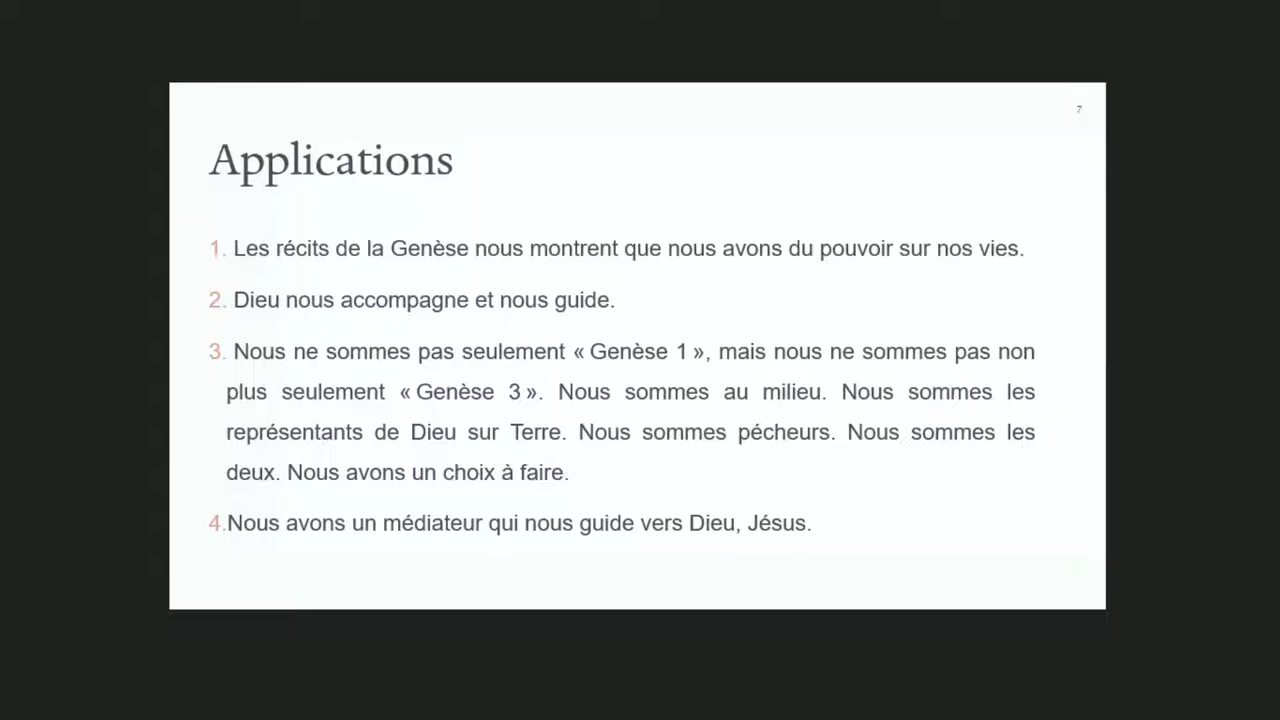 7
Applications
1. Les récits de la Genèse nous montrent que nous avons du pouvoir sur nos vies.
2. Dieu nous accompagne et nous guide.
3. Nous ne sommes pas seulement « Genèse 1 », mais nous ne sommes pas non
plus seulement « Genèse 3 ». Nous sommes au milieu. Nous sommes les
représentants de Dieu sur Terre. Nous sommes pécheurs. Nous sommes les
deux. Nous avons un choix à faire.
4.Nous avons un médiateur qui nous guide vers Dieu, Jésus.